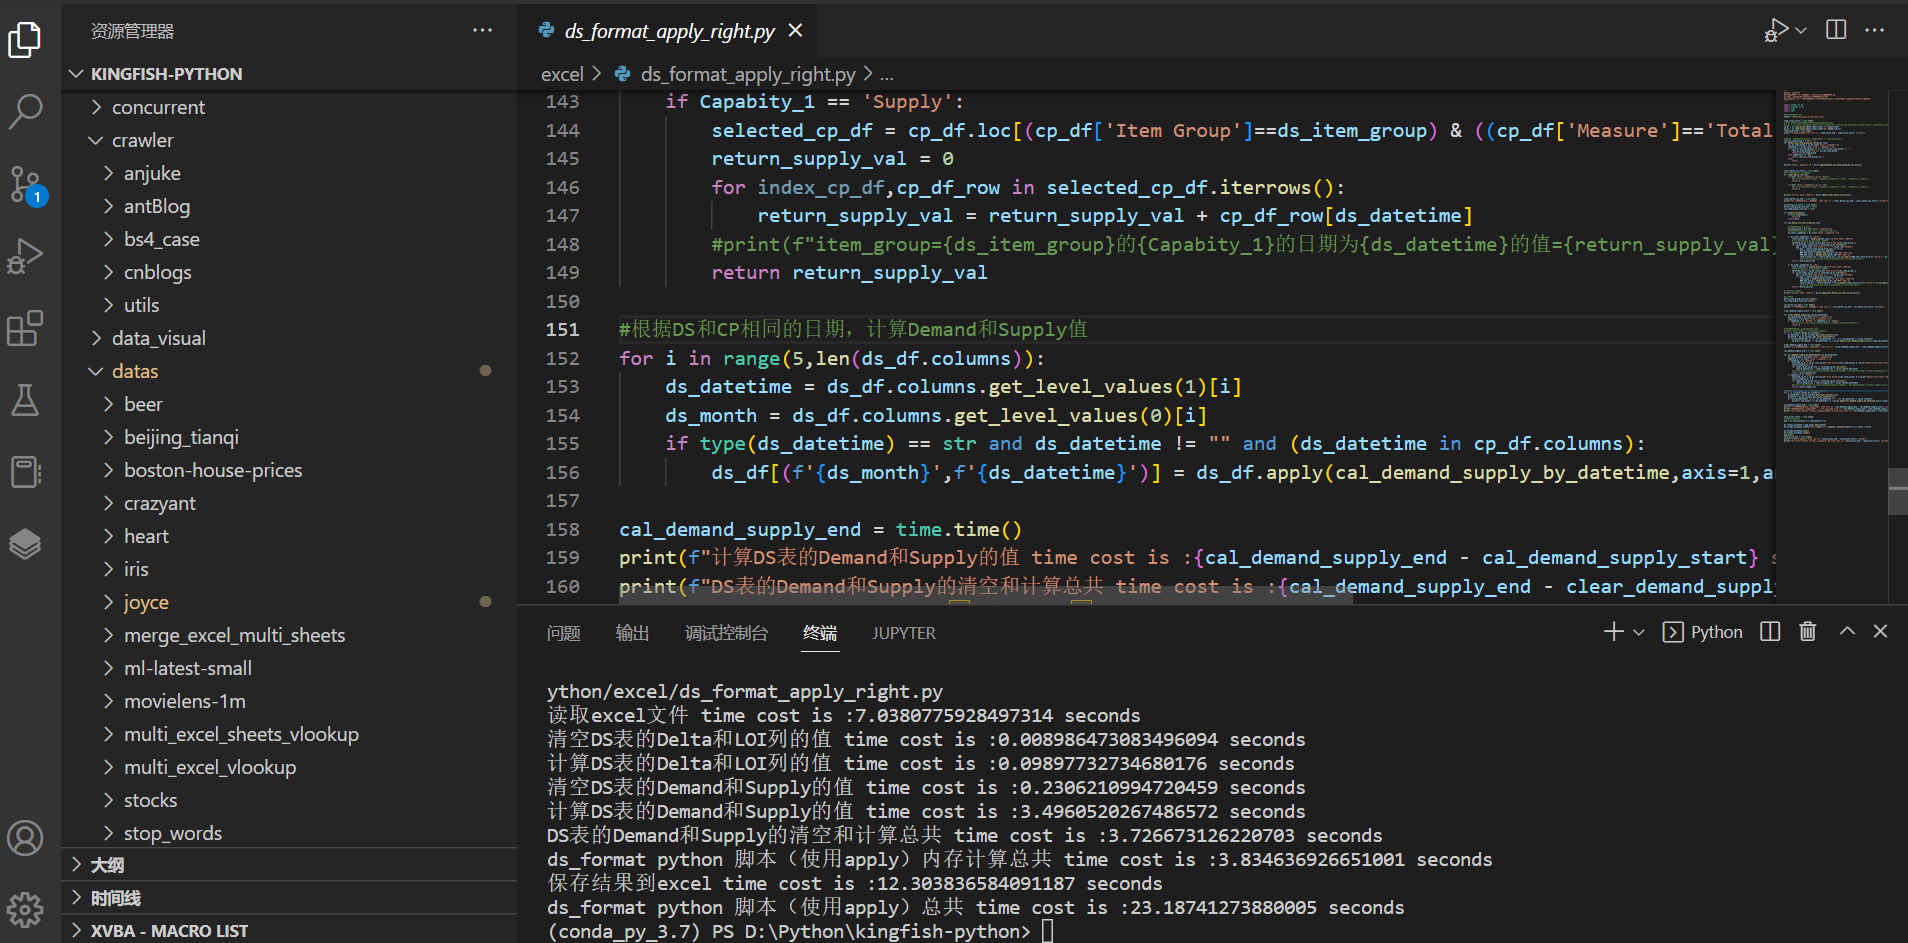 资源管理器
KINGFISH-PYTHON
concurrent
crawler
anjuke
antBlog
bs4_case
cnblogs
utils
data_visual
datas
beer
beijing_tianqi
boston-house-prices
crazyant
heart
iris
joyce
merge_excel_multi_sheets
ml-latest-small
movielens-1m
multi_excel_sheets_vlookup
multi_excel_vlookup
stocks
stop_words
大纲
时间线
XVBA - MACRO LIST
1
ds_format_apply_right.py
excel > ds_format_apply_right.py > ...
143 if Capabity_1 == 'Supply':
144 selected_cp_df = cp_df.loc[(cp_df['Item Group']==ds_item_group) & ((cp_df['Measure']=='Total
145 return_supply_val = 0
146 for index_cp_df,cp_df_row in selected_cp_df.iterrows():
147 return_supply_val = return_supply_val + cp_df_row[ds_datetime]
148 #print(f"item_group={ds_item_group}的{Capabity_1}的日期为{ds_datetime}的值={return_supply_val}
149 return return_supply_val
150
151 #根据DS和CP相同的日期，计算Demand和Supply值
152 for i in range(5,len(ds_df.columns)):
153 ds_datetime = ds_df.columns.get_level_values(1)[i]
154 ds_month = ds_df.columns.get_level_values(0)[i]
155 if type(ds_datetime) == str and ds_datetime != "" and (ds_datetime in cp_df.columns):
156 ds_df[(f'{ds_month}',f'{ds_datetime}')] = ds_df.apply(cal_demand_supply_by_datetime,axis=1,a
157
158 cal_demand_supply_end = time.time()
159 print(f"计算DS表的Demand和Supply的值 time cost is :{cal_demand_supply_end - cal_demand_supply_start} s
160 print(f"DS表的Demand和Supply的清空和计算总共 time cost is :{cal_demand_supply_end - clear_demand_suppl
问题 输出 调试控制台 终端 JUPYTER
Python
ython/excel/ds_format_apply_right.py
读取excel文件 time cost is :7.0380775928497314 seconds
清空DS表的Delta和LOI列的值 time cost is :0.008986473083496094 seconds
计算DS表的Delta和LOI列的值 time cost is :0.09897732734680176 seconds
清空DS表的Demand和Supply的值 time cost is :0.2306210994720459 seconds
计算DS表的Demand和Supply的值 time cost is :3.4960520267486572 seconds
DS表的Demand和Supply的清空和计算总共 time cost is :3.726673126220703 seconds
ds_format python 脚本（使用apply）内存计算总共 time cost is :3.834636926651001 seconds
保存结果到excel time cost is :12.303836584091187 seconds
ds_format python 脚本（使用apply）总共 time cost is :23.18741273880005 seconds
(conda_py_3.7) PS D:\Python\kingfish-python>